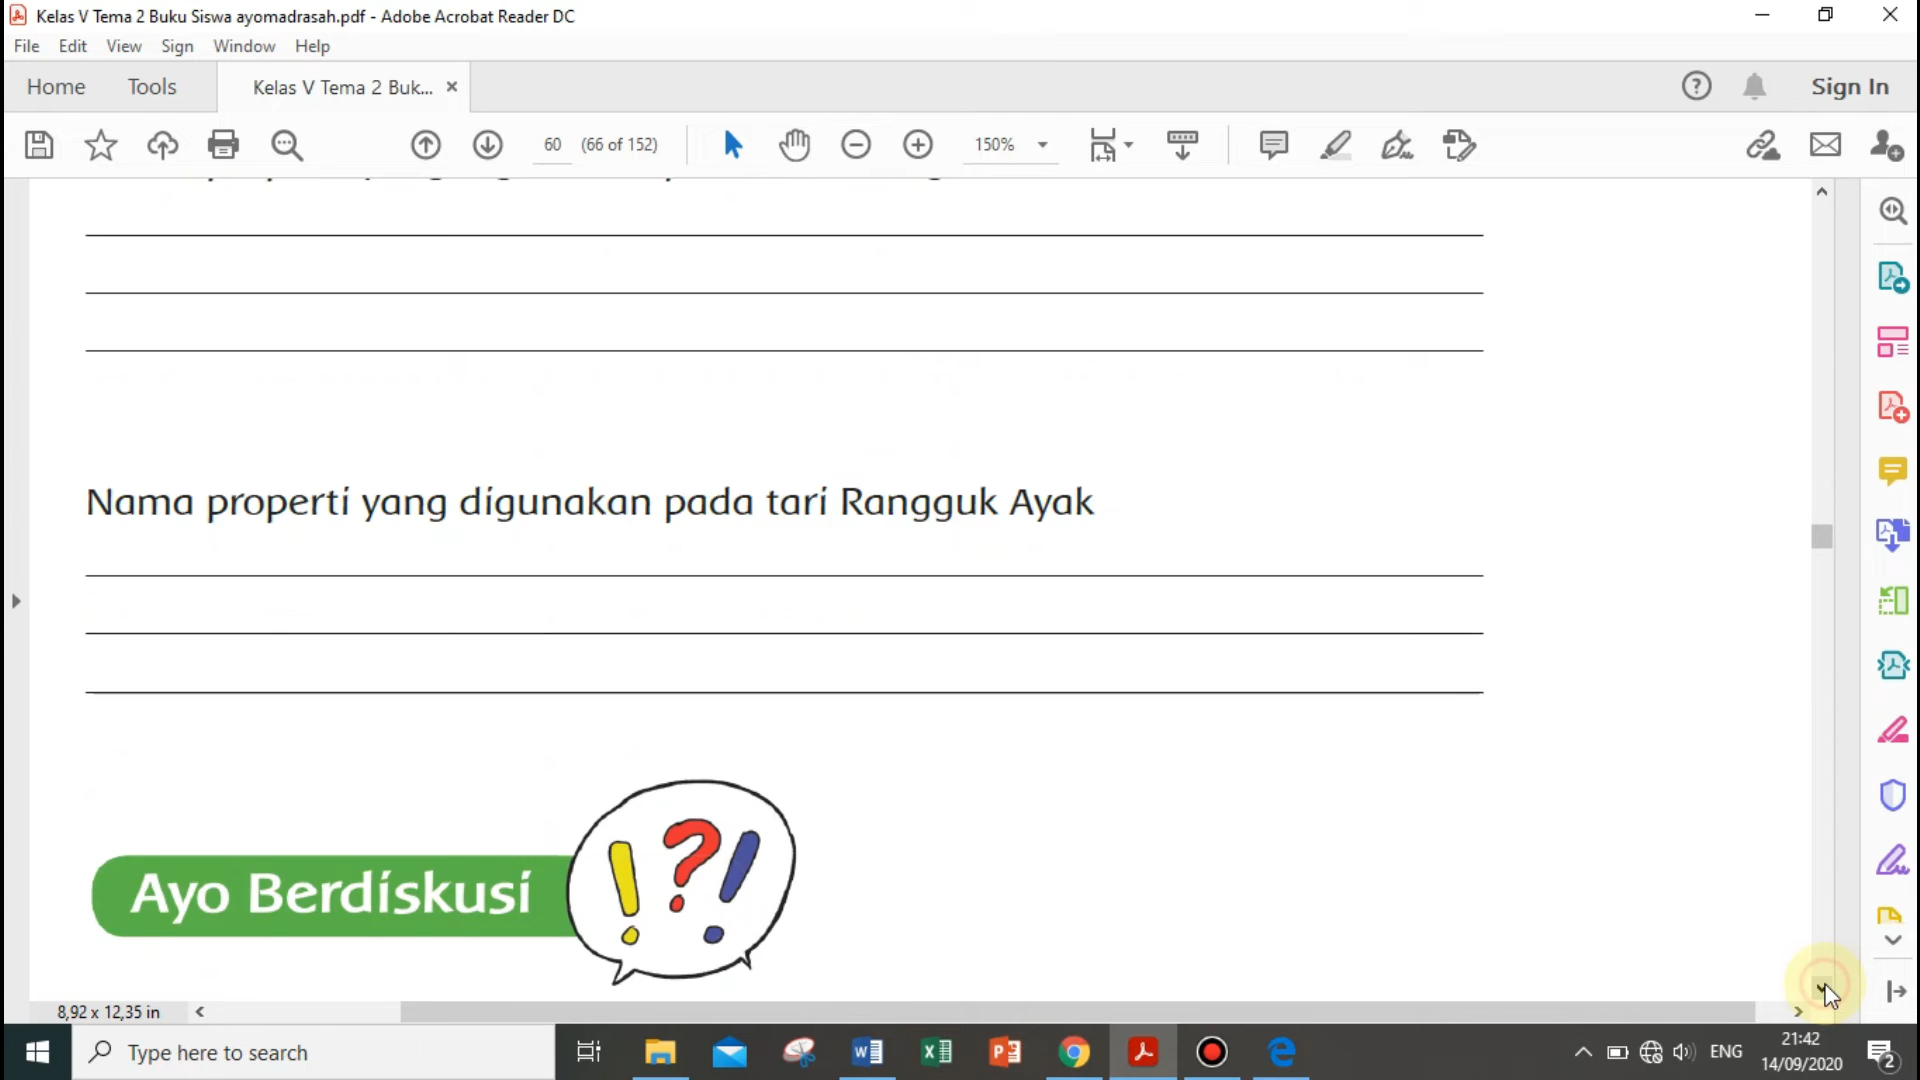 Kelas V Tema 2 Buku Siswa ayomadrasah.pdf - Adobe Acrobat Reader DC
File Edit View Sign Window Help
Home Tools Kelas V Tema 2 Buk... Sign In
60 (66 of 152) 150%
Nama properti yang digunakan pada tari Rangguk Ayak
Ayo Berdiskusi
8,92 x 12,35 in
Type here to search
ENG
21:42
14/09/2020
2